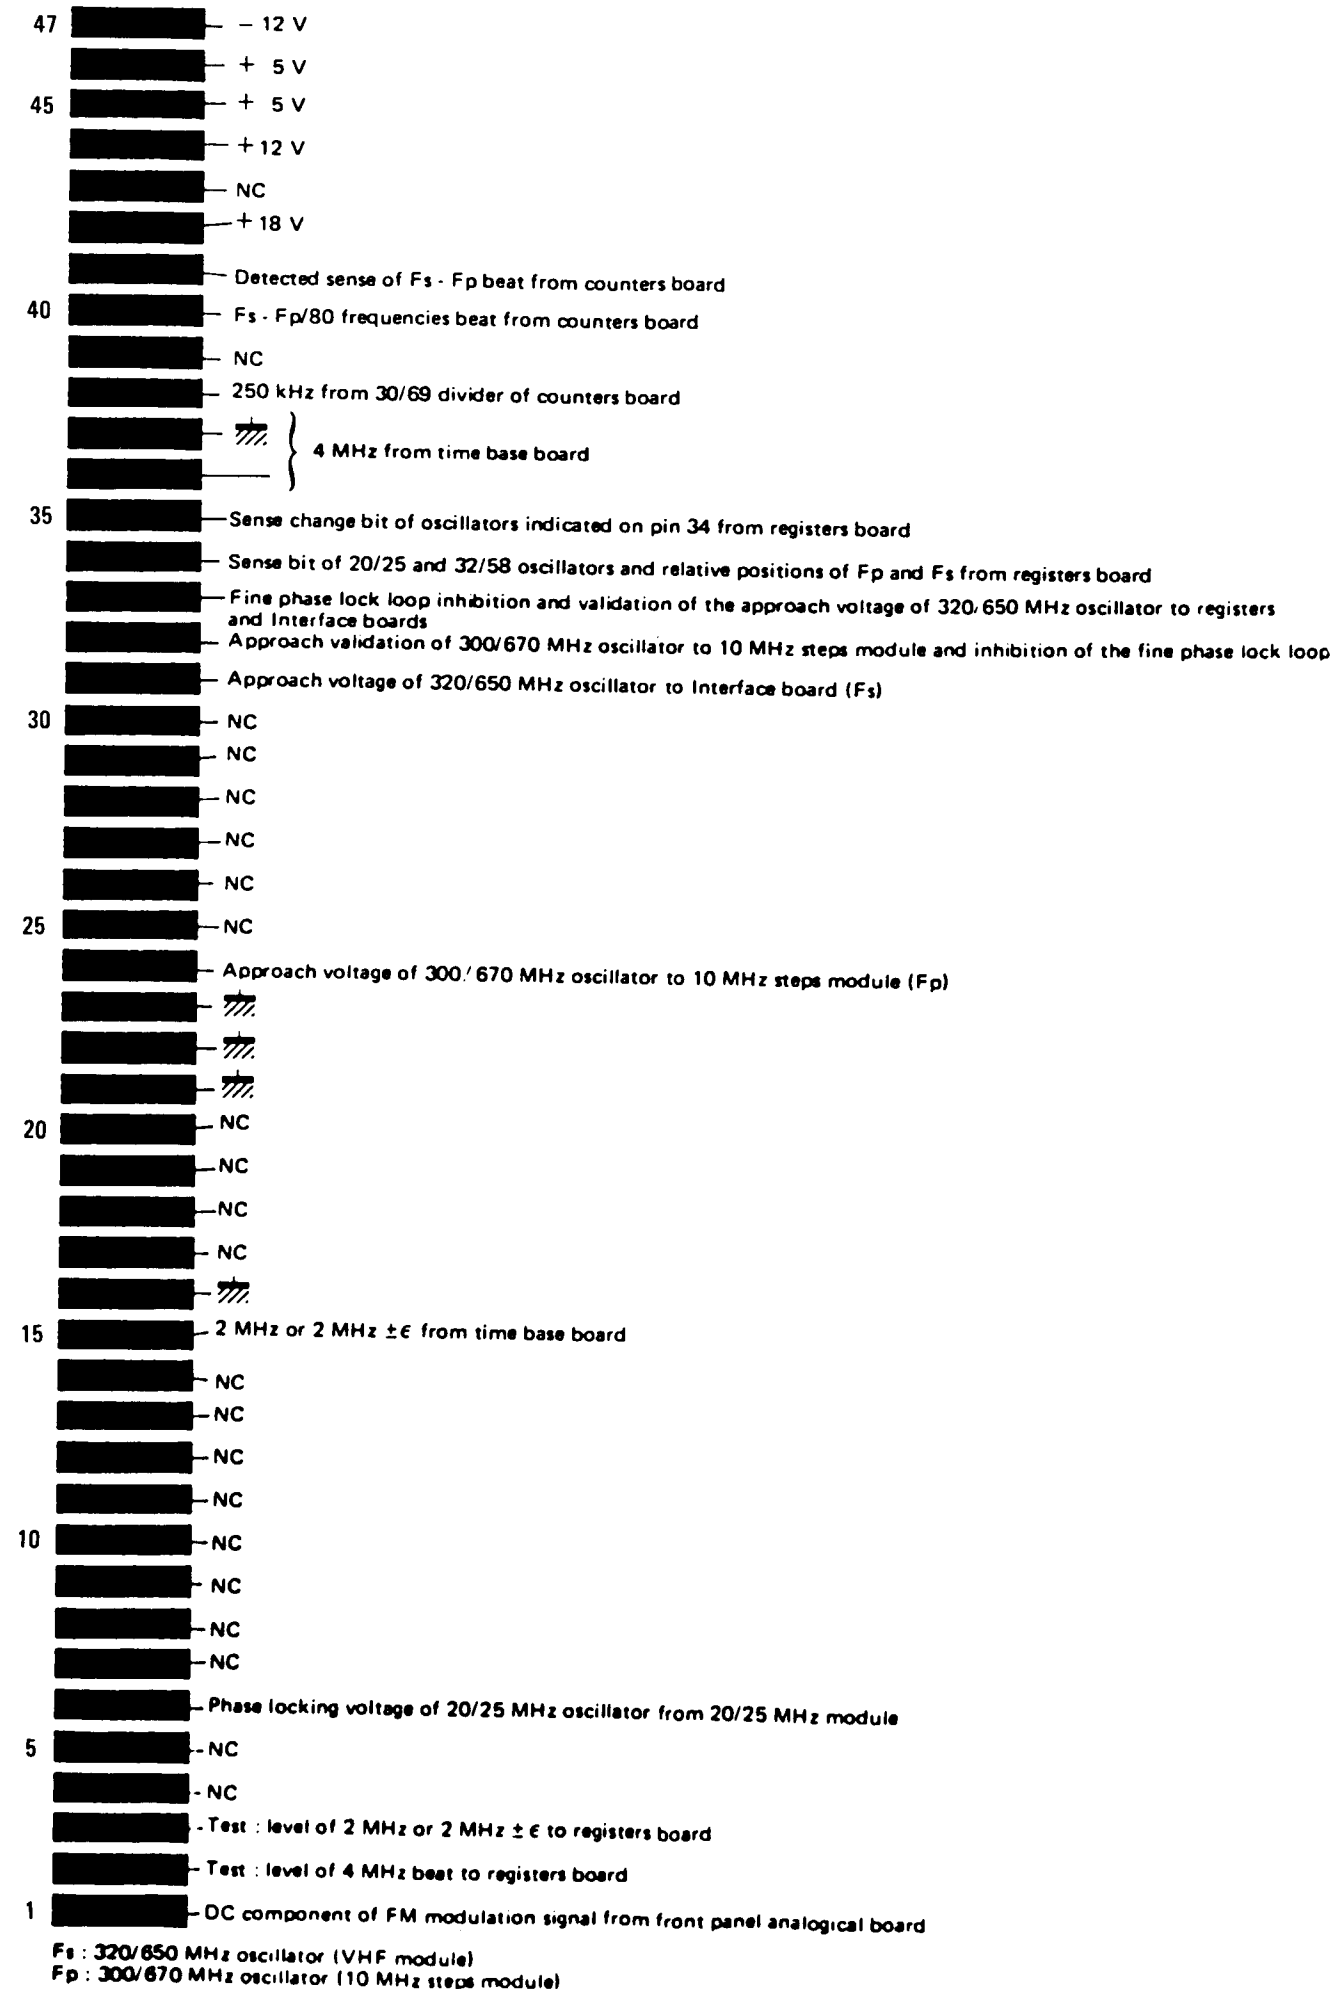 47 - 12 V
+ 5 V
45 + 5 V
+ 12 V
NC
+ 18 V
Detected sense of Fs - Fp beat from counters board
40 Fs - Fp/80 frequencies beat from counters board
NC
250 kHz from 30/69 divider of counters board
4 MHz from time base board
35 Sense change bit of oscillators indicated on pin 34 from registers board
Sense bit of 20/25 and 32/58 oscillators and relative positions of Fp and Fs from registers board
Fine phase lock loop inhibition and validation of the approach voltage of 320/650 MHz oscillator to registers
and Interface boards
Approach validation of 300/670 MHz oscillator to 10 MHz steps module and inhibition of the fine phase lock loop
Approach voltage of 320/650 MHz oscillator to Interface board (Fs)
30 NC
NC
NC
NC
NC
25 NC
Approach voltage of 300/670 MHz oscillator to 10 MHz steps module (Fp)
20 NC
NC
NC
NC
15 2 MHz or 2 MHz ±ϵ from time base board
NC
NC
NC
NC
10 NC
NC
NC
NC
Phase locking voltage of 20/25 MHz oscillator from 20/25 MHz module
5 NC
NC
Test : level of 2 MHz or 2 MHz ± ϵ to registers board
Test : level of 4 MHz beat to registers board
1 DC component of FM modulation signal from front panel analogical board
Fs : 320/650 MHz oscillator (VHF module)
Fp : 300/670 MHz oscillator (10 MHz steps module)